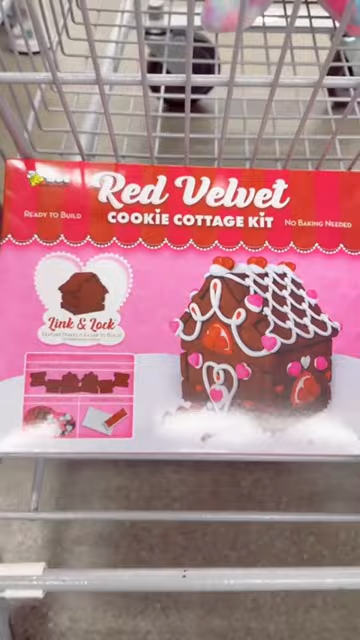 Red Velvet
READY TO BUILD
COOKIE COTTAGE KIT
NO BAKING NEEDED
Link & Lock